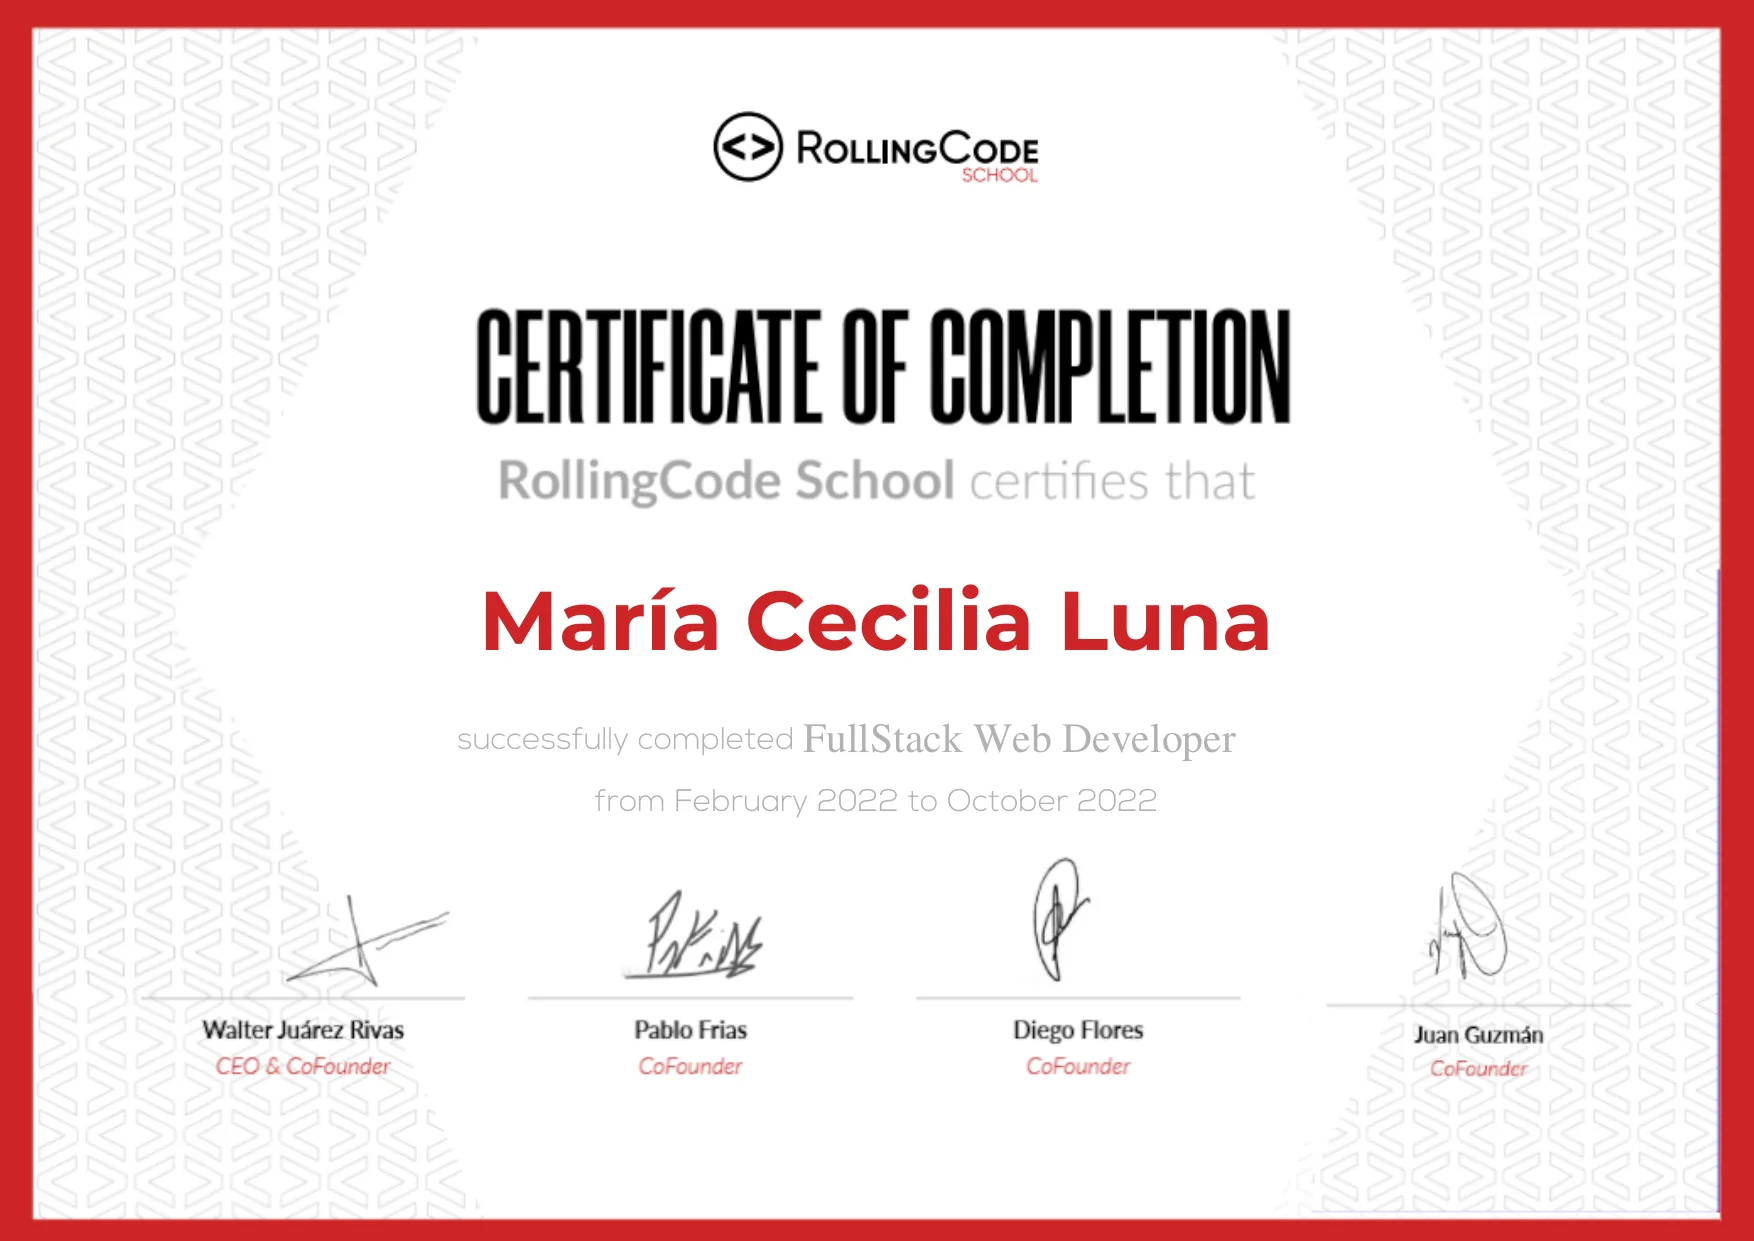 <> ROLLINGCODE
SCHOOL
CERTIFICATE OF COMPLETION
RollingCode School certifies that
María Cecilia Luna
successfully completed FullStack Web Developer
from February 2022 to October 2022
Walter Juárez Rivas
CEO & CoFounder
Pablo Frias
CoFounder
Diego Flores
CoFounder
Juan Guzmán
CoFounder